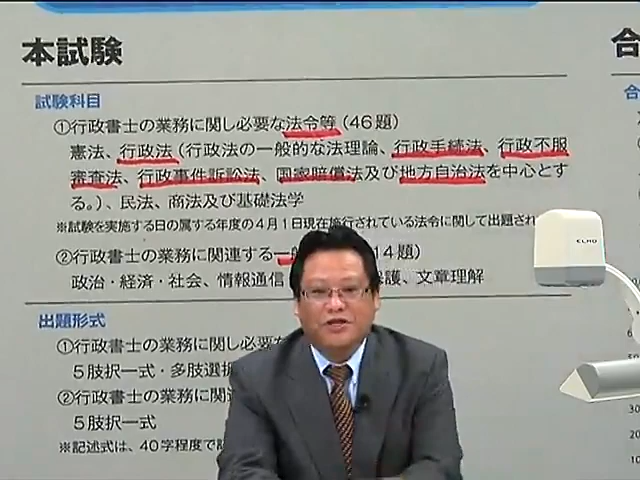 本試験
試験科目
①行政書士の業務に関し必要な法令等(46題)
憲法、行政法(行政法の一般的な法理論、行政手続法、行政不服
審査法、行政事件訴訟法、国家賠償法及び地方自治法を中心とす
る。)、民法、商法及び基礎法学
※試験を実施する日の属する年度の4月1日現在施行されている法令に関して出題され
②行政書士の業務に関連する一 14題)
政治・経済・社会、情報通信 護、文章理解
出題形式
①行政書士の業務に関し必要な
5肢択一式・多肢選択
②行政書士の業務に関連
5肢択一式
※記述式は、40字程度で
合
ELMO